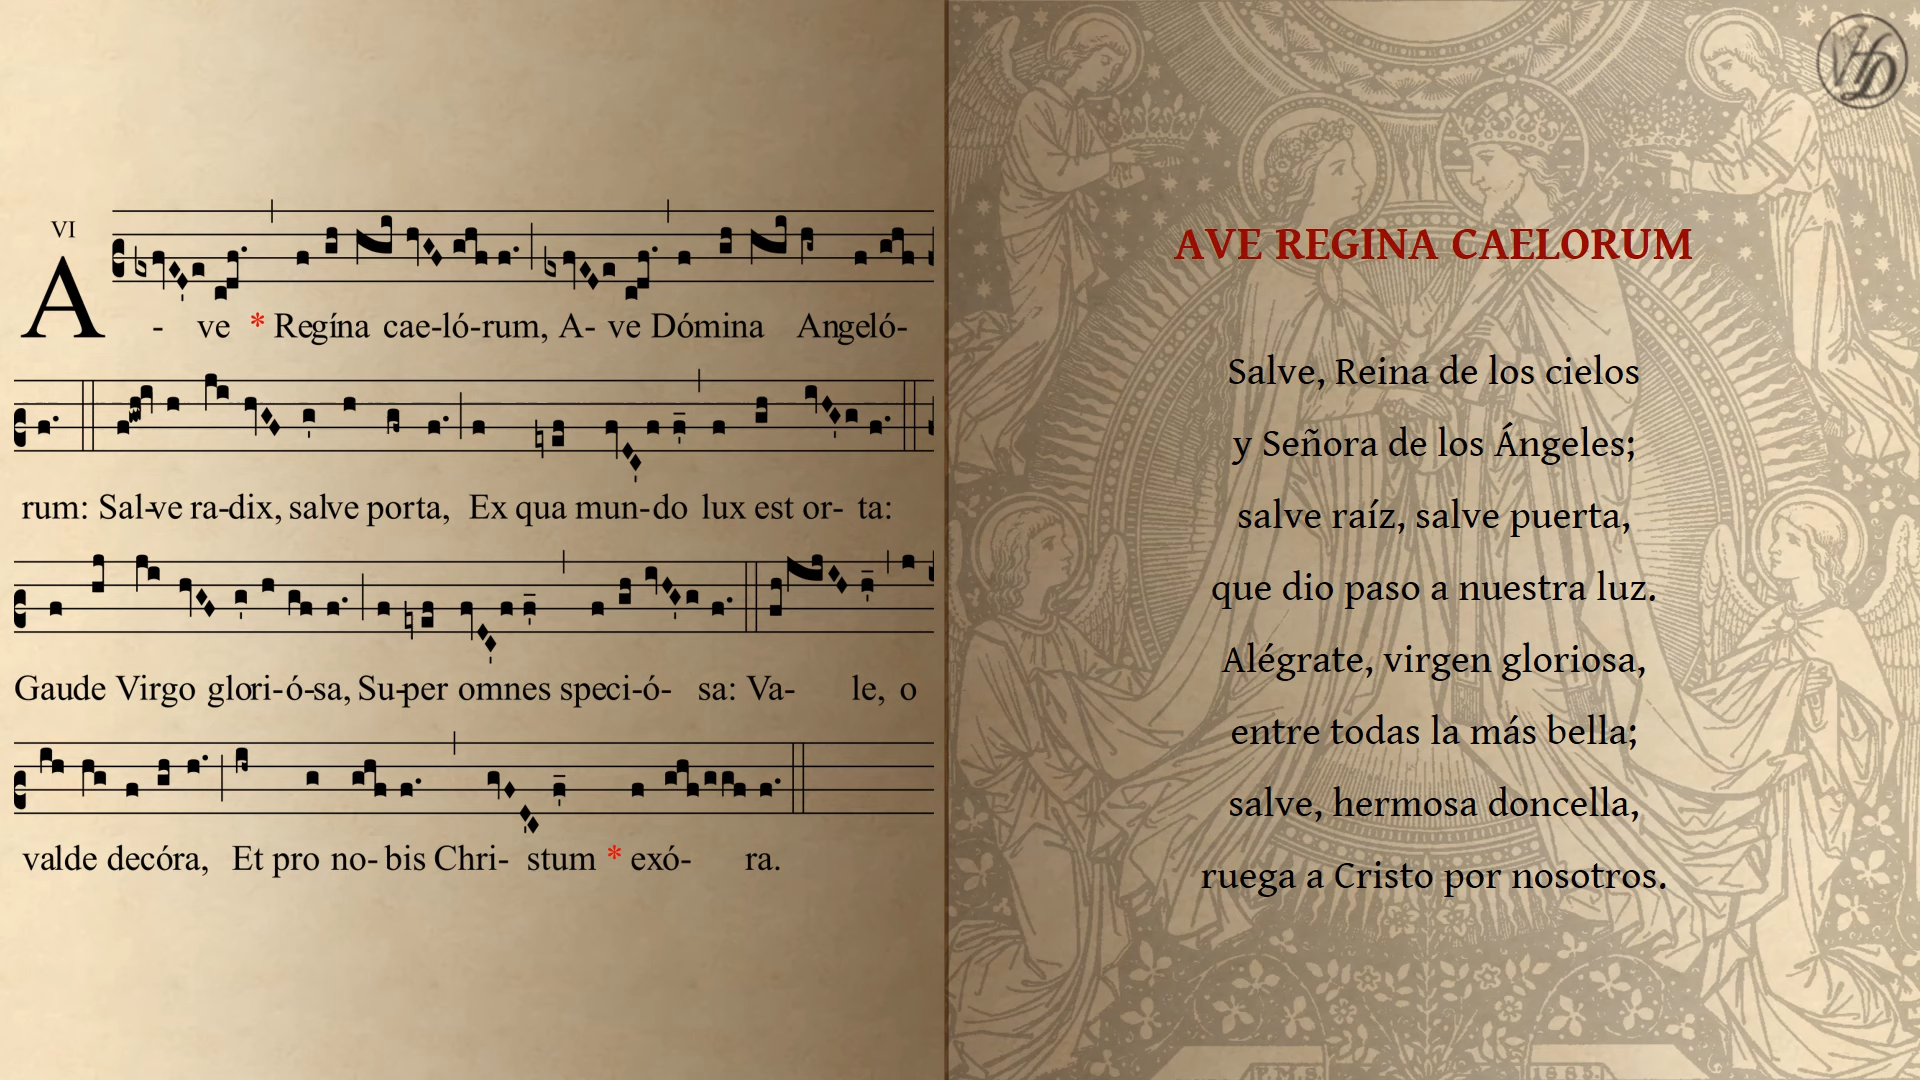 VI
A - ve * Regína cae-ló-rum, A- ve Dómina Angeló-
rum: Sal-ve ra-dix, salve porta, Ex qua mun-do lux est or- ta:
Gaude Virgo glori-ó-sa, Su-per omnes speci-ó- sa: Va- le, o
valde decóra, Et pro no- bis Chri- stum * exó- ra.
VHD
AVE REGINA CAELORUM
Salve, Reina de los cielos
y Señora de los Ángeles;
salve raíz, salve puerta,
que dio paso a nuestra luz.
Alégrate, virgen gloriosa,
entre todas la más bella;
salve, hermosa doncella,
ruega a Cristo por nosotros.
F.M.S. 1885.